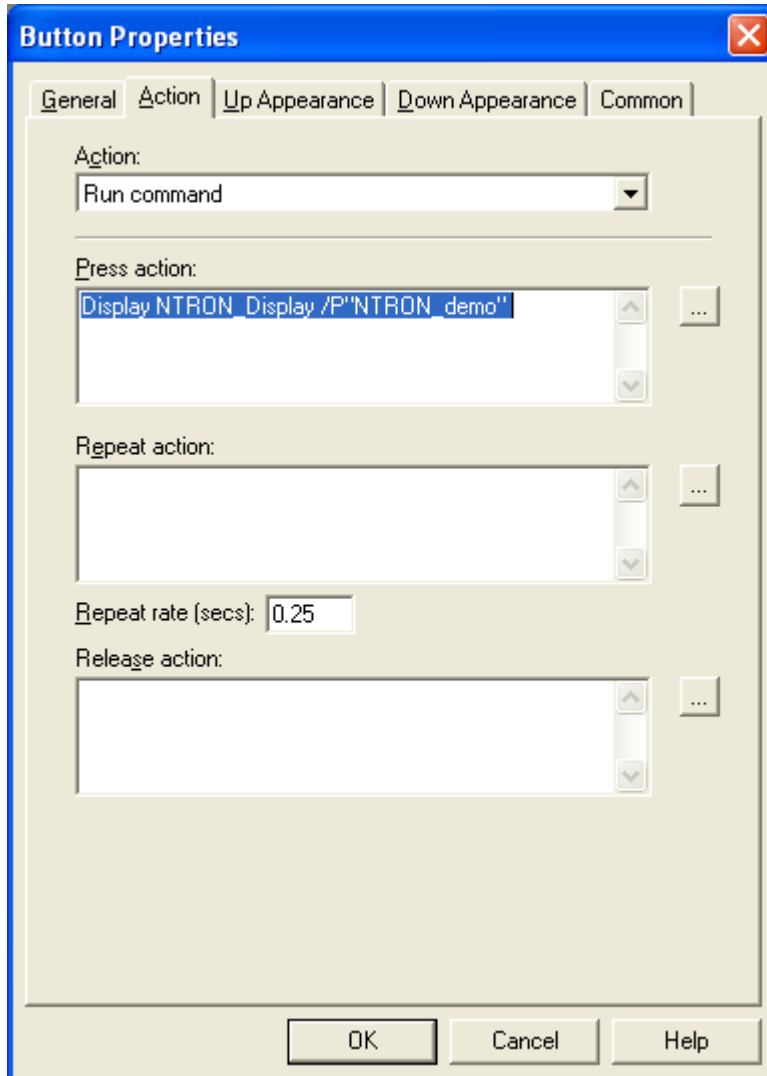 Button Properties
General Action Up Appearance Down Appearance Common
Action:
Run command
Press action:
Display NTRON_Display /P"NTRON_demo"
...
Repeat action:
...
Repeat rate (secs): 0.25
Release action:
...
OK Cancel Help